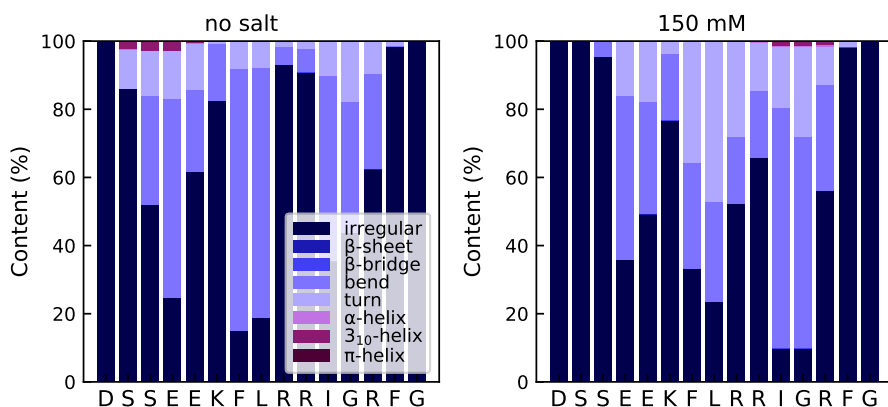 no salt
150 mM
Content (%)
100
80
60
40
20
0
irregular
β-sheet
β-bridge
bend
turn
α-helix
3₁₀-helix
π-helix
D S S E E K F L R R I G R F G
Content (%)
100
80
60
40
20
0
D S S E E K F L R R I G R F G